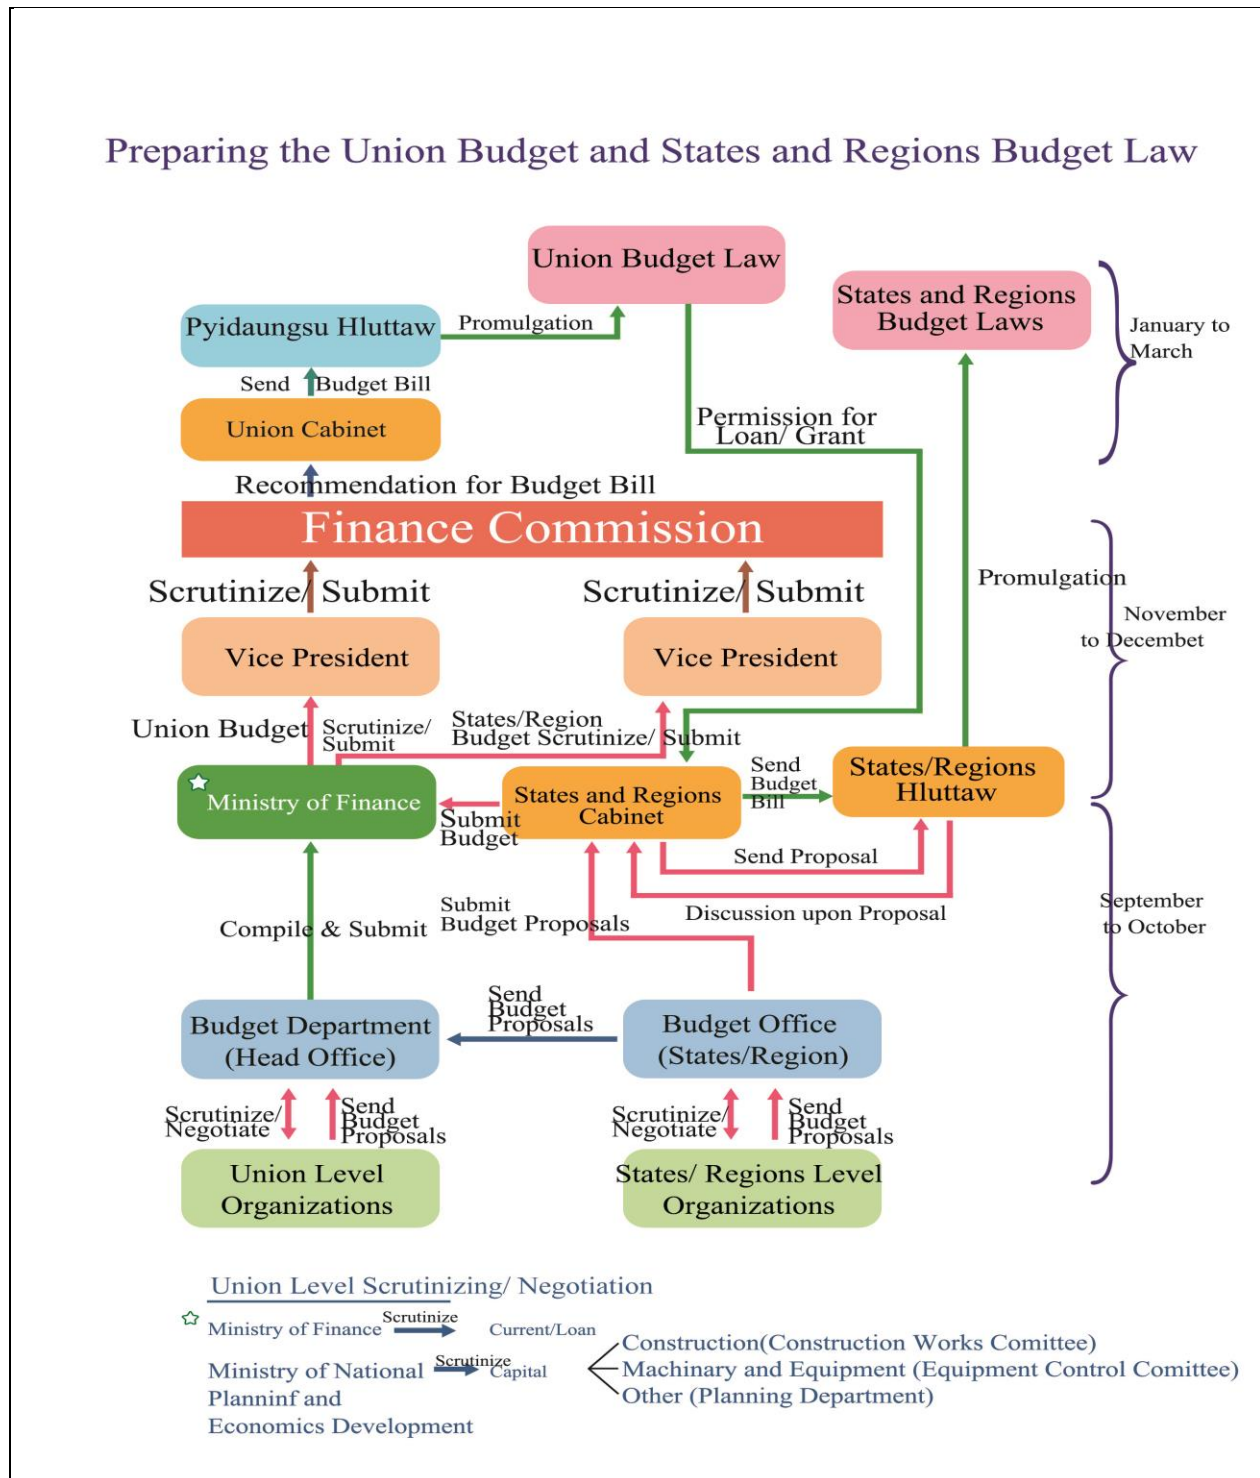 Preparing the Union Budget and States and Regions Budget Law
Union Budget Law
States and Regions
Budget Laws
January to
March
Pyidaungsu Hluttaw
Promulgation
Send Budget Bill
Union Cabinet
Permission for
Loan/ Grant
Recommendation for Budget Bill
Finance Commission
Scrutinize/ Submit
Scrutinize/ Submit
Promulgation
November
to Decembet
Vice President
Vice President
Union Budget
Scrutinize/
Submit
States/Region
Budget Scrutinize/ Submit
Ministry of Finance
Submit
Budget
States and Regions
Cabinet
Send
Budget
Bill
States/Regions
Hluttaw
Send Proposal
Discussion upon Proposal
September
to October
Compile & Submit
Submit
Budget Proposals
Budget Department
(Head Office)
Send
Budget
Proposals
Budget Office
(States/Region)
Scrutinize/
Negotiate
Send
Budget
Proposals
Scrutinize/
Negotiate
Send
Budget
Proposals
Union Level
Organizations
States/ Regions Level
Organizations
Union Level Scrutinizing/ Negotiation
Ministry of Finance
Scrutinize
Current/Loan
Ministry of National
Planninf and
Economics Development
Scrutinize
Capital
Construction(Construction Works Comittee)
Machinary and Equipment (Equipment Control Comittee)
Other (Planning Department)